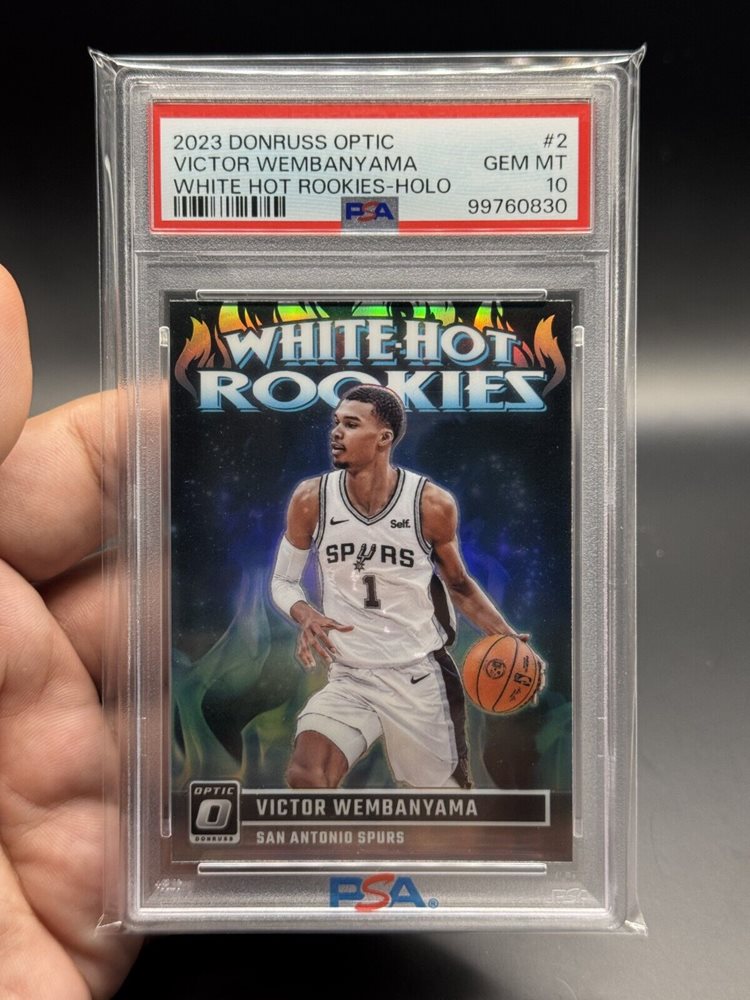 2023 DONRUSS OPTIC #2
VICTOR WEMBANYAMA GEM MT
WHITE HOT ROOKIES-HOLO 10
PSA 99760830
WHITE-HOT
ROOKIES
Self.
SPURS
1
OPTIC
DONRUSS
VICTOR WEMBANYAMA
SAN ANTONIO SPURS
PSA®